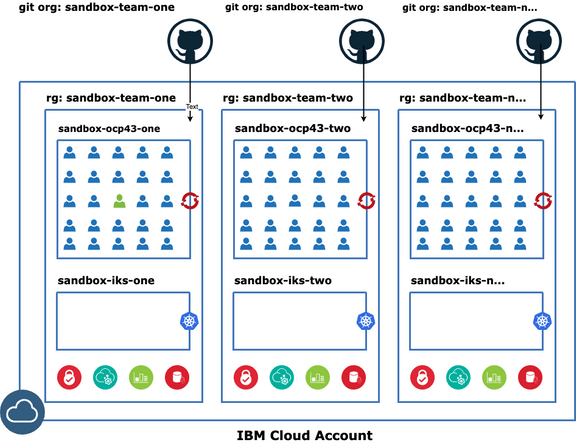 git org: sandbox-team-one
git org: sandbox-team-two
git org: sandbox-team-n...
rg: sandbox-team-one
rg: sandbox-team-two
rg: sandbox-team-n...
Text
sandbox-ocp43-one
sandbox-ocp43-two
sandbox-ocp43-n...
sandbox-iks-one
sandbox-iks-two
sandbox-iks-n...
IBM Cloud Account